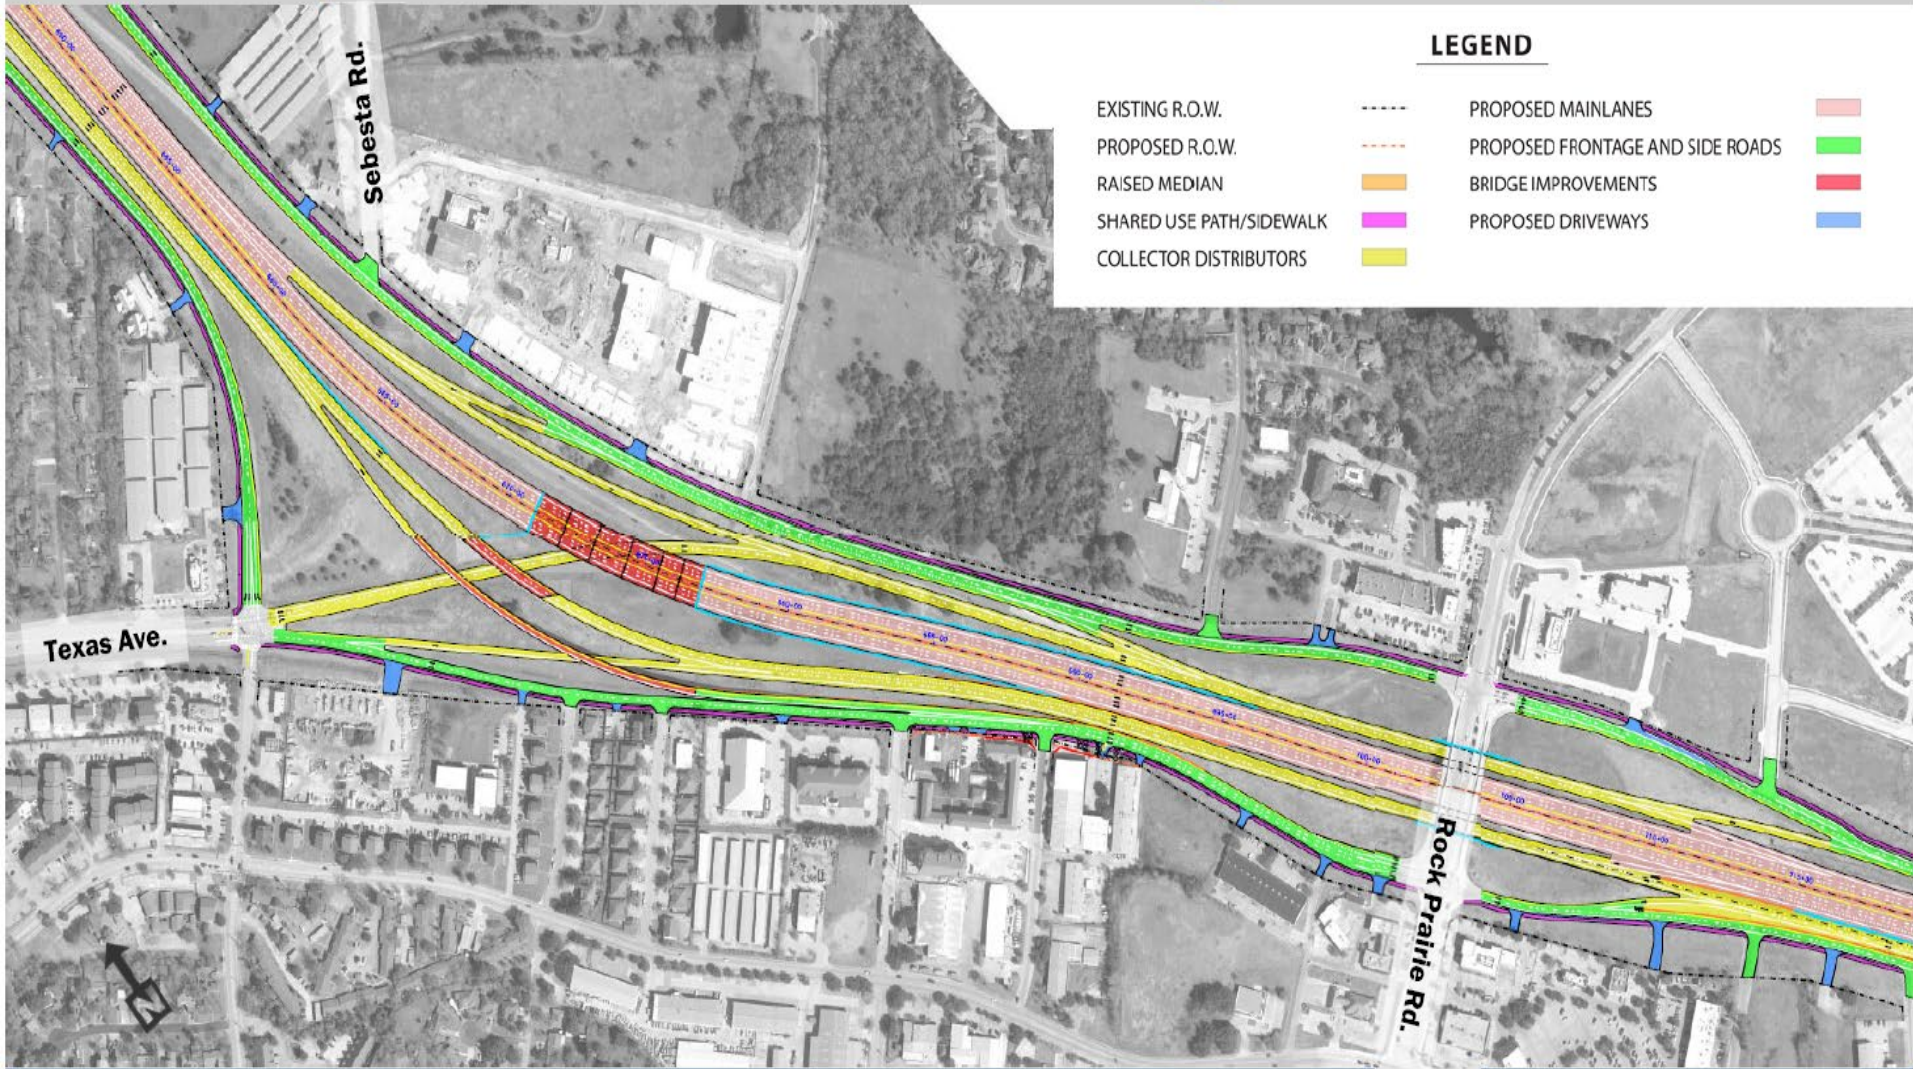 LEGEND
EXISTING R.O.W.
PROPOSED R.O.W.
RAISED MEDIAN
SHARED USE PATH/SIDEWALK
COLLECTOR DISTRIBUTORS
PROPOSED MAINLANES
PROPOSED FRONTAGE AND SIDE ROADS
BRIDGE IMPROVEMENTS
PROPOSED DRIVEWAYS
Sebesta Rd.
Texas Ave.
Rock Prairie Rd.
N